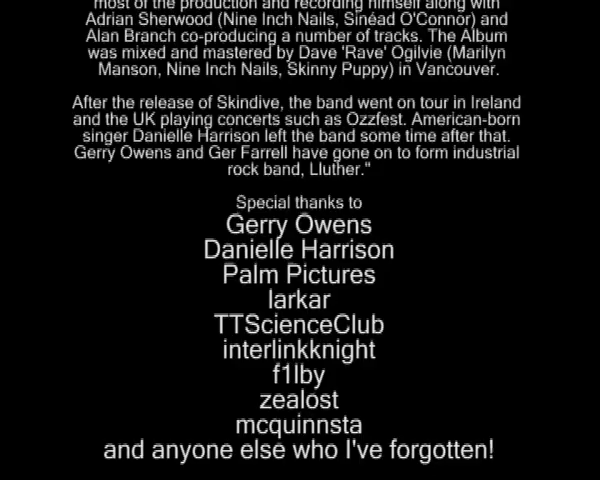 most of the production and recording himself along with
Adrian Sherwood (Nine Inch Nails, Sinéad O'Connor) and
Alan Branch co-producing a number of tracks. The Album
was mixed and mastered by Dave 'Rave' Ogilvie (Marilyn
Manson, Nine Inch Nails, Skinny Puppy) in Vancouver.
After the release of Skindive, the band went on tour in Ireland
and the UK playing concerts such as Ozzfest. American-born
singer Danielle Harrison left the band some time after that.
Gerry Owens and Ger Farrell have gone on to form industrial
rock band, Lluther."
Special thanks to
Gerry Owens
Danielle Harrison
Palm Pictures
larkar
TTScienceClub
interlinkknight
f1lby
zealost
mcquinnsta
and anyone else who I've forgotten!